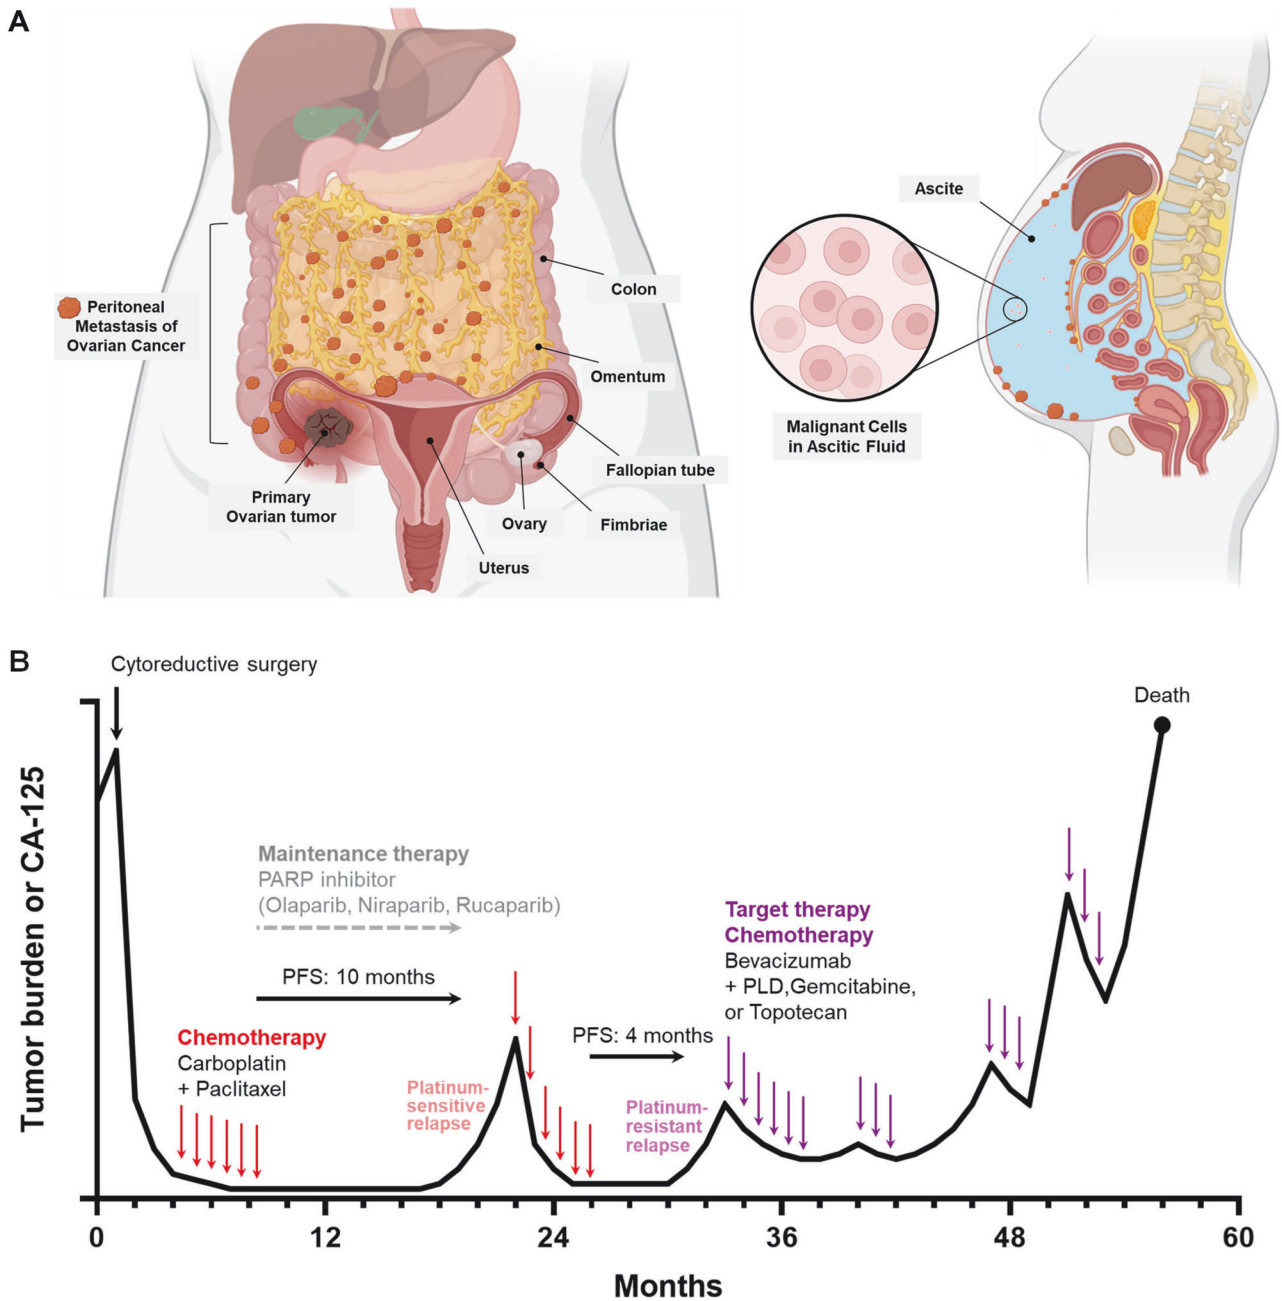 A
Peritoneal
Metastasis of
Ovarian Cancer
Primary
Ovarian tumor
Colon
Omentum
Fallopian tube
Ovary
Fimbriae
Uterus
Ascite
Malignant Cells
in Ascitic Fluid
B
Cytoreductive surgery
Death
Tumor burden or CA-125
Maintenance therapy
PARP inhibitor
(Olaparib, Niraparib, Rucaparib)
PFS: 10 months
Chemotherapy
Carboplatin
+ Paclitaxel
Platinum-
sensitive
relapse
PFS: 4 months
Platinum-
resistant
relapse
Target therapy
Chemotherapy
Bevacizumab
+ PLD,Gemcitabine,
or Topotecan
0 12 24 36 48 60
Months